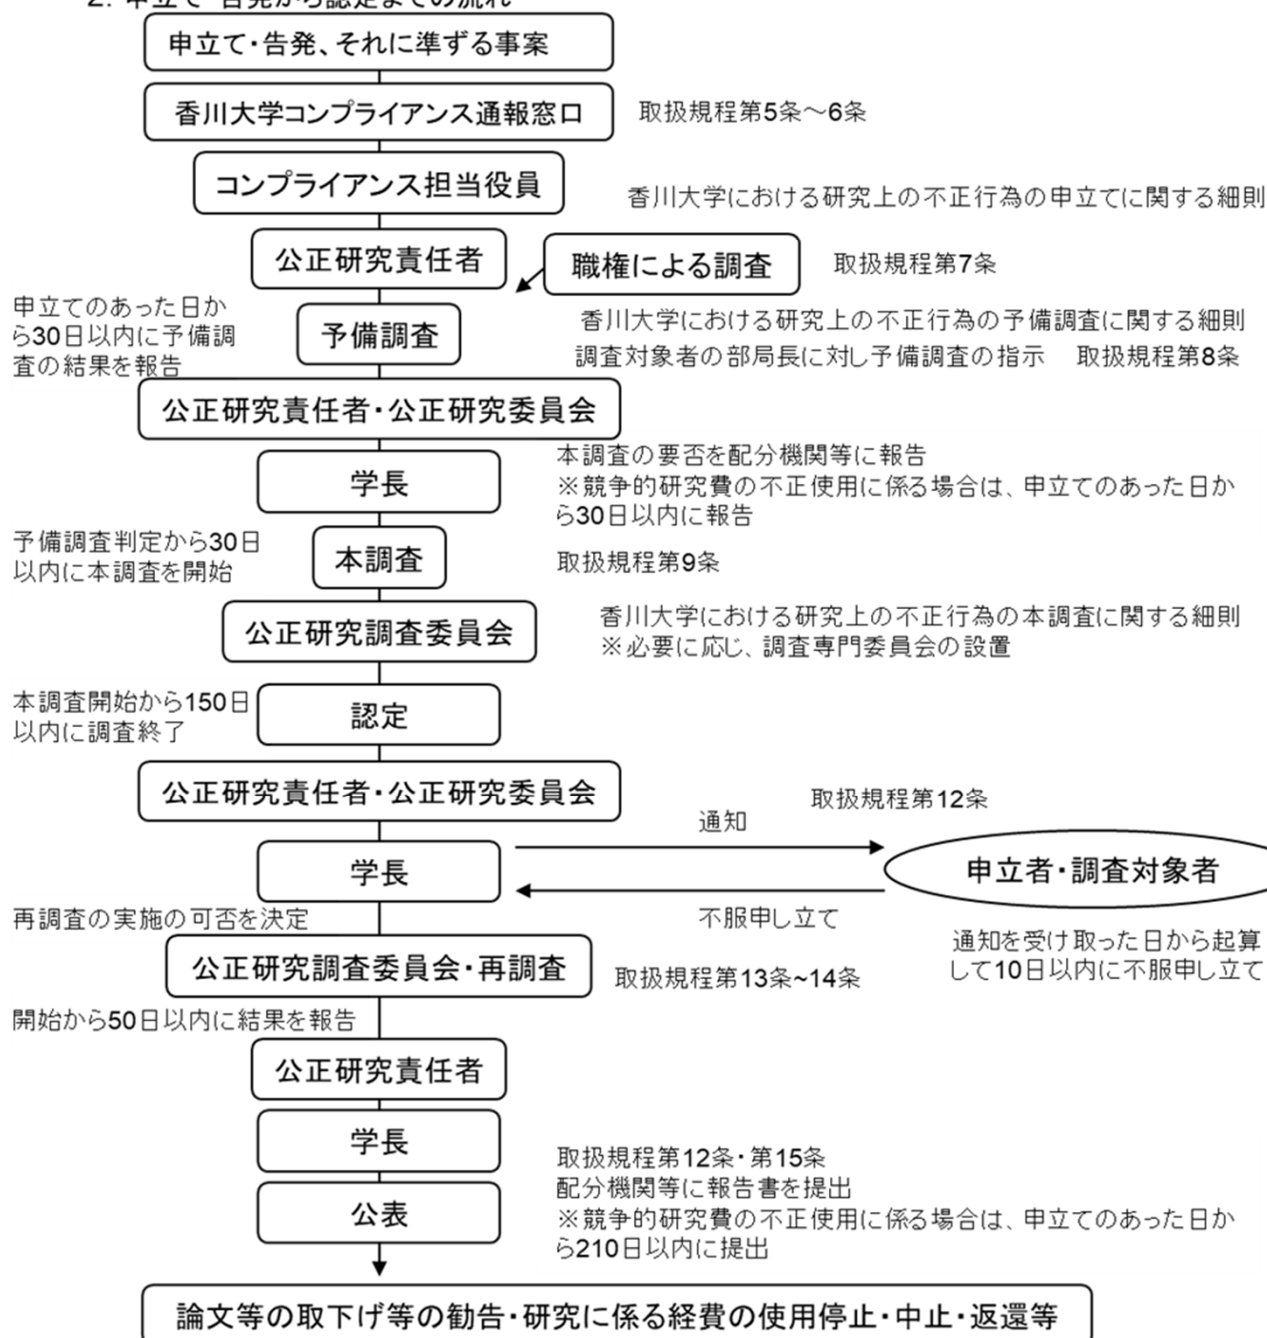 2. 申立て・告発から認定までの流れ
申立て・告発、それに準ずる事案
香川大学コンプライアンス通報窓口
取扱規程第5条～6条
コンプライアンス担当役員
香川大学における研究上の不正行為の申立てに関する細則
公正研究責任者
職権による調査
取扱規程第7条
申立てのあった日か
ら30日以内に予備調
査の結果を報告
予備調査
香川大学における研究上の不正行為の予備調査に関する細則
調査対象者の部局長に対し予備調査の指示　取扱規程第8条
公正研究責任者・公正研究委員会
学長
本調査の要否を配分機関等に報告
※競争的研究費の不正使用に係る場合は、申立てのあった日か
ら30日以内に報告
予備調査判定から30日
以内に本調査を開始
本調査
取扱規程第9条
公正研究調査委員会
香川大学における研究上の不正行為の本調査に関する細則
※必要に応じ、調査専門委員会の設置
本調査開始から150日
以内に調査終了
認定
公正研究責任者・公正研究委員会
取扱規程第12条
通知
学長
申立者・調査対象者
不服申し立て
再調査の実施の可否を決定
通知を受け取った日から起算
して10日以内に不服申し立て
公正研究調査委員会・再調査
取扱規程第13条~14条
開始から50日以内に結果を報告
公正研究責任者
学長
取扱規程第12条・第15条
配分機関等に報告書を提出
※競争的研究費の不正使用に係る場合は、申立てのあった日か
ら210日以内に提出
公表
論文等の取下げ等の勧告・研究に係る経費の使用停止・中止・返還等